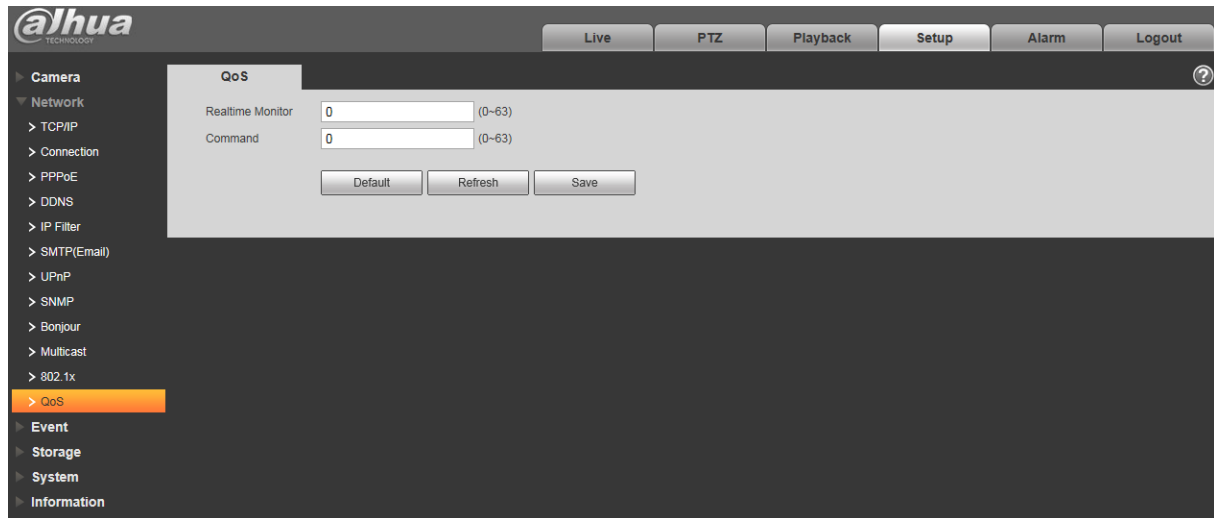 alhua
TECHNOLOGY
Live PTZ Playback Setup Alarm Logout
Camera
Network
> TCP/IP
> Connection
> PPPoE
> DDNS
> IP Filter
> SMTP(Email)
> UPnP
> SNMP
> Bonjour
> Multicast
> 802.1x
> QoS
Event
Storage
System
Information
QoS ?
Realtime Monitor 0 (0~63)
Command 0 (0~63)
Default Refresh Save